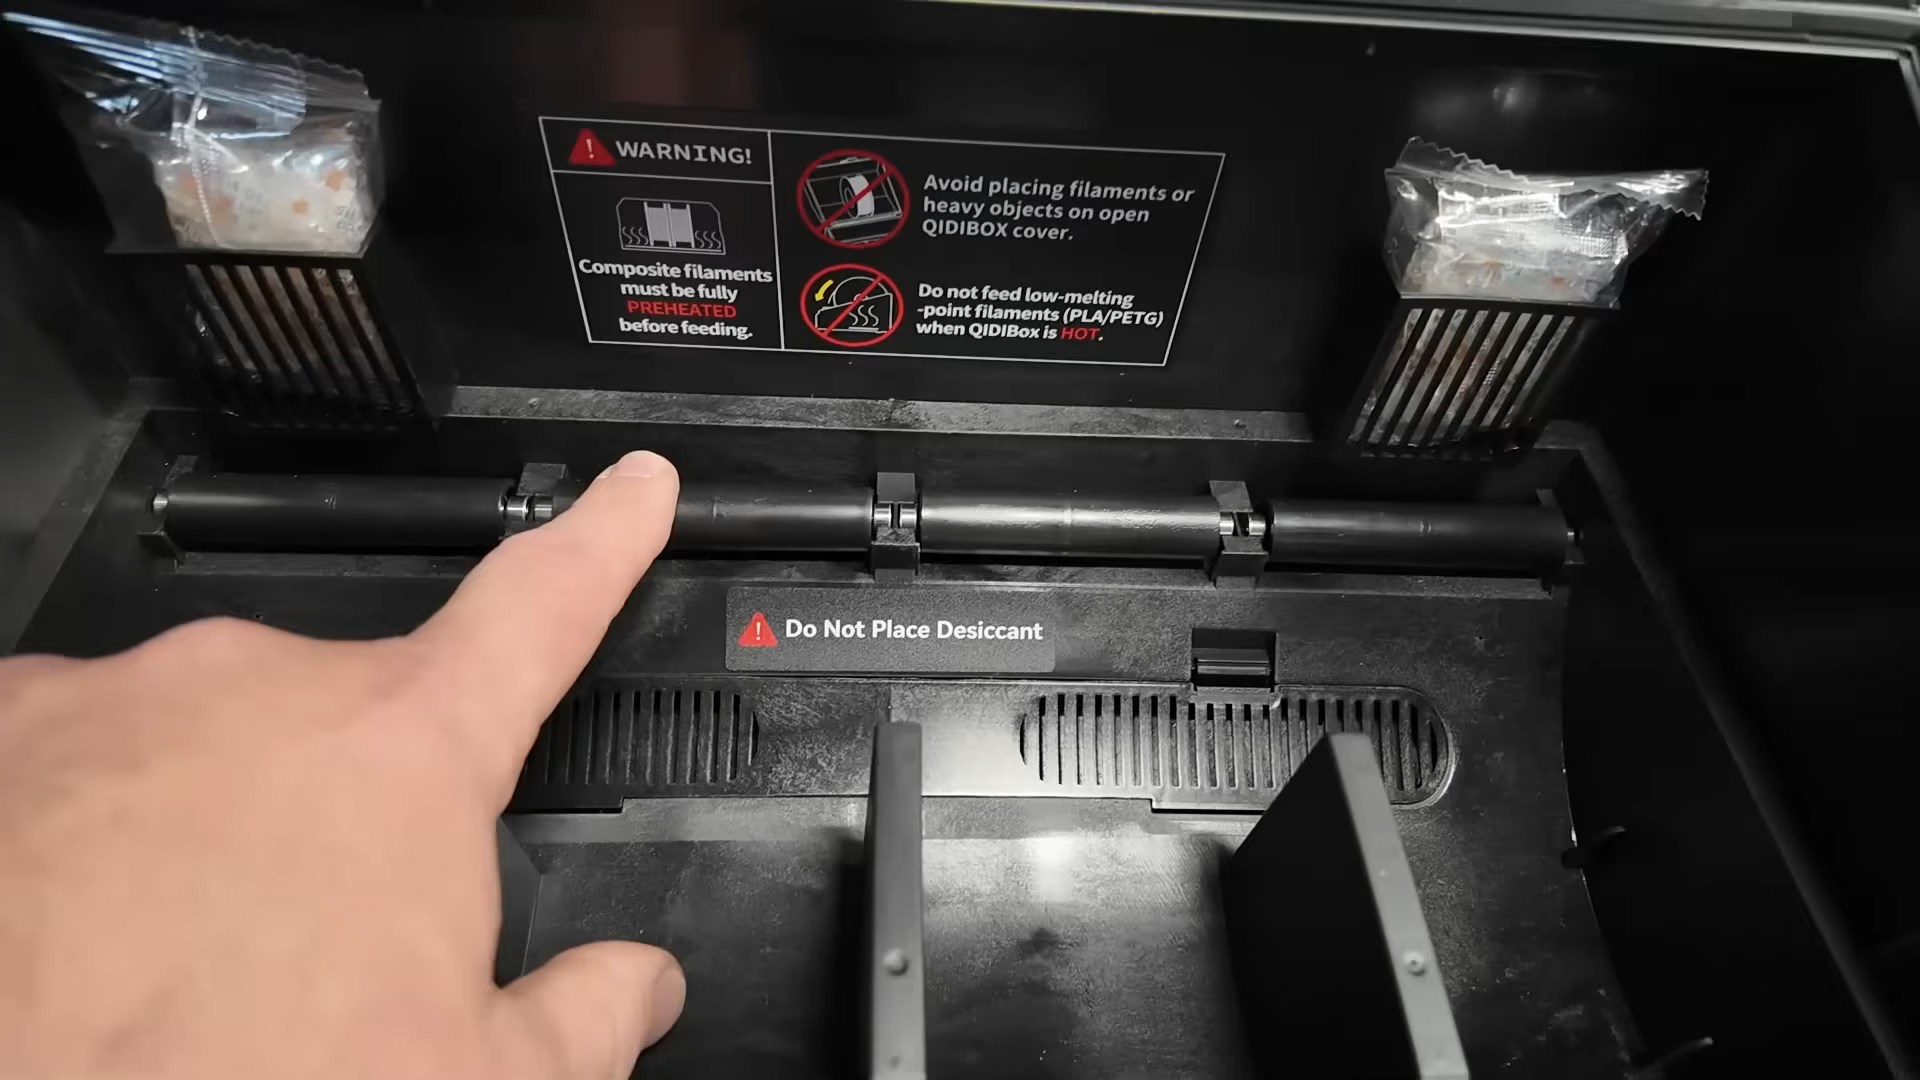 WARNING!
Composite filaments
must be fully
PREHEATED
before feeding.
Avoid placing filaments or
heavy objects on open
QIDIBOX cover.
Do not feed low-melting
-point filaments (PLA/PETG)
when QIDIBox is HOT.
Do Not Place Desiccant